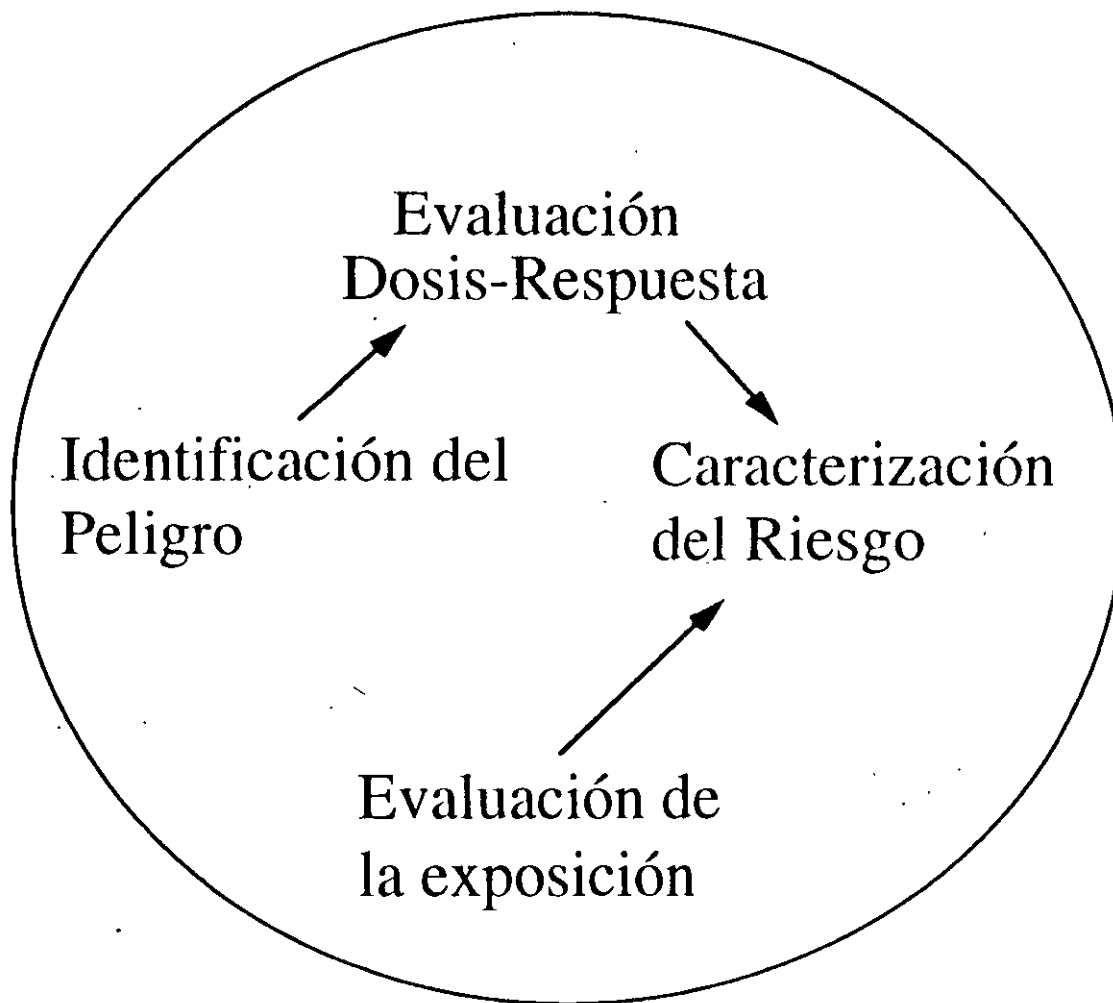 Evaluación
Dosis-Respuesta
Identificación del
Peligro
Caracterización
del Riesgo
Evaluación de
la exposición